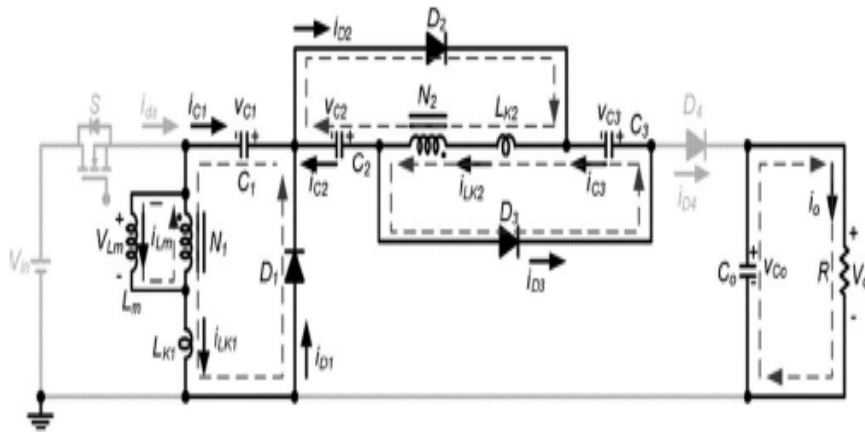 i_D2
D_2
N_2
L_K2
S
i_ds
i_C1
v_C1
- +
v_C2
- +
v_C3
- +
C_3
D_4
C_1
i_C2
C_2
i_LK2
i_C3
i_D4
i_o
+
V_Lm
-
i_Lm
N_1
D_1
D_3
i_D3
V_in
L_m
C_o
+
-
v_Co
R
+
V_o
-
L_K1
i_LK1
i_D1